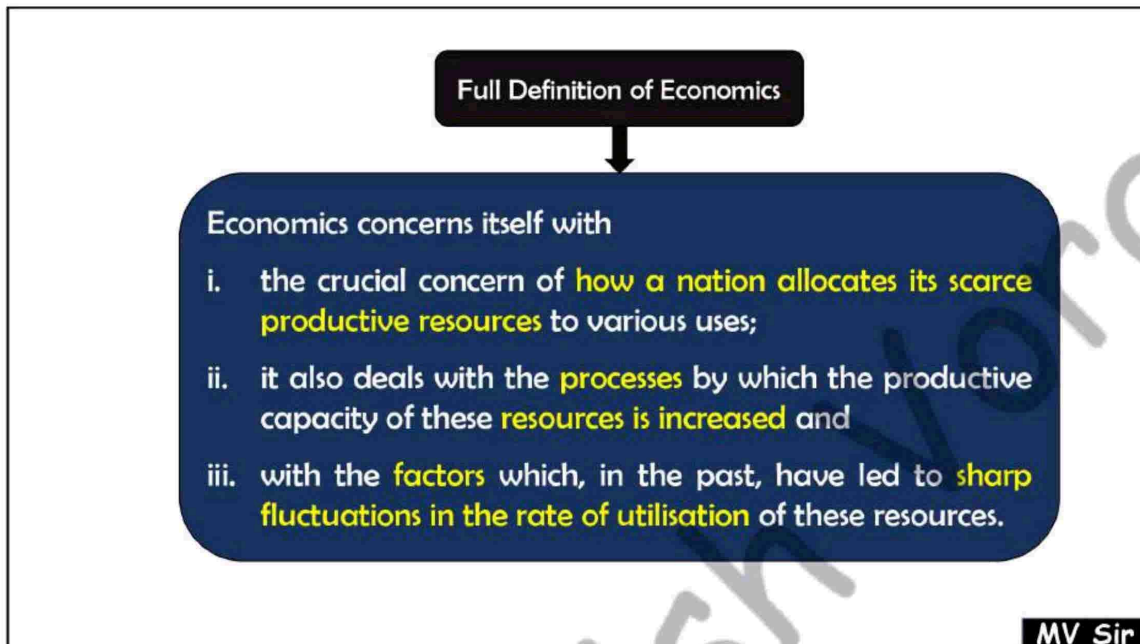 Full Definition of Economics
Economics concerns itself with
i. the crucial concern of how a nation allocates its scarce
productive resources to various uses;
ii. it also deals with the processes by which the productive
capacity of these resources is increased and
iii. with the factors which, in the past, have led to sharp
fluctuations in the rate of utilisation of these resources.
MV Sir